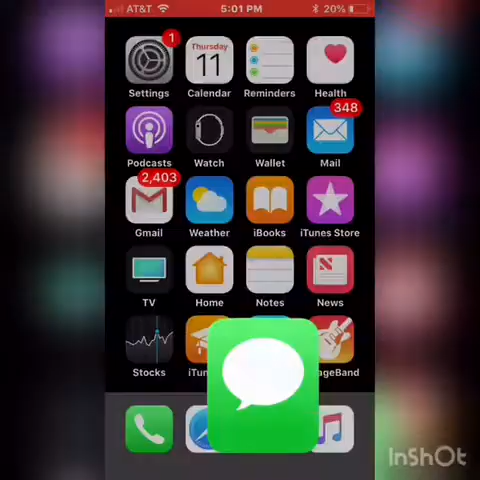 AT&T 5:01 PM 20%
1
Thursday
11
Settings Calendar Reminders Health
348
Podcasts Watch Wallet Mail
2,403
Gmail Weather iBooks iTunes Store
TV Home Notes News
Stocks
InShOt